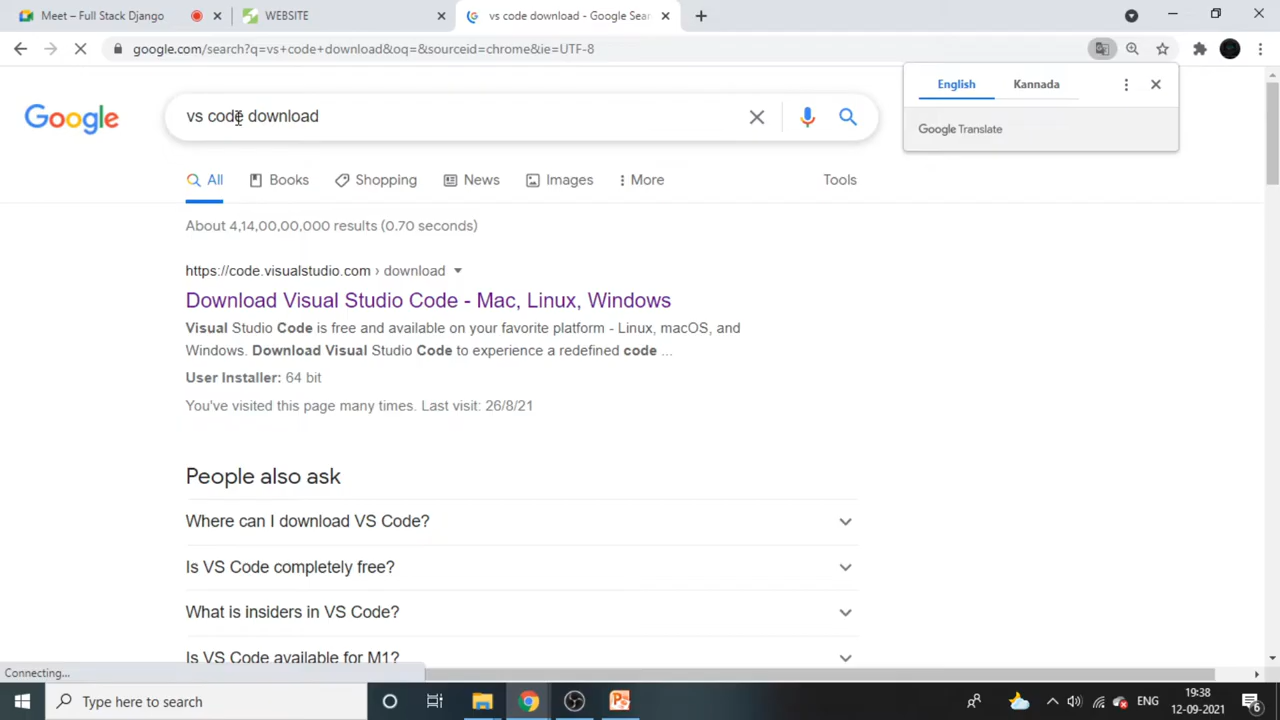 Meet – Full Stack Django
WEBSITE
vs code download - Google Sear
google.com/search?q=vs+code+download&oq=&sourceid=chrome&ie=UTF-8
English
Kannada
Google Translate
Google
vs code download
All
Books
Shopping
News
Images
More
Tools
About 4,14,00,00,000 results (0.70 seconds)
https://code.visualstudio.com › download
Download Visual Studio Code - Mac, Linux, Windows
Visual Studio Code is free and available on your favorite platform - Linux, macOS, and
Windows. Download Visual Studio Code to experience a redefined code ...
User Installer: 64 bit
You've visited this page many times. Last visit: 26/8/21
People also ask
Where can I download VS Code?
Is VS Code completely free?
What is insiders in VS Code?
Is VS Code available for M1?
Connecting...
Type here to search
ENG
19:38
12-09-2021
6